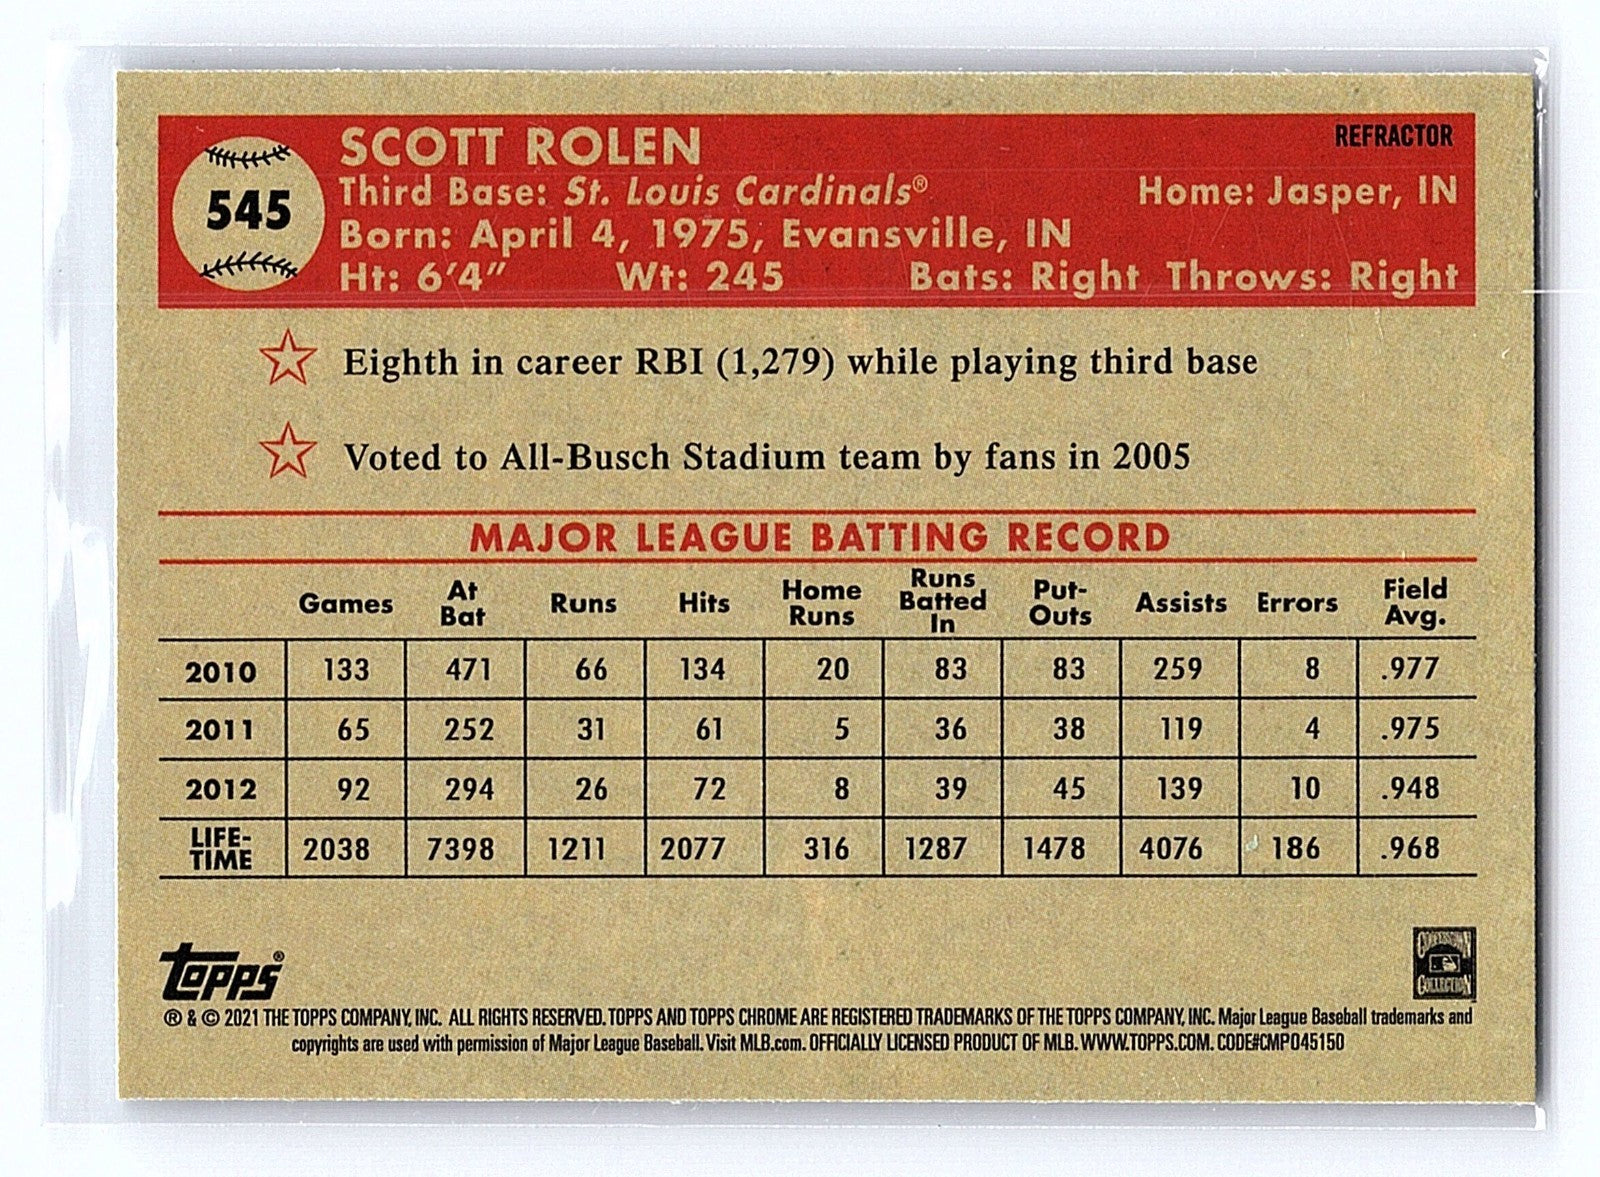 545
SCOTT ROLEN
REFRACTOR
Third Base: St. Louis Cardinals® Home: Jasper, IN
Born: April 4, 1975, Evansville, IN
Ht: 6'4" Wt: 245 Bats: Right Throws: Right
Eighth in career RBI (1,279) while playing third base
Voted to All-Busch Stadium team by fans in 2005
MAJOR LEAGUE BATTING RECORD
Games At Bat Runs Hits Home Runs Runs Batted In Put-Outs Assists Errors Field Avg.
2010 133 471 66 134 20 83 83 259 8 .977
2011 65 252 31 61 5 36 38 119 4 .975
2012 92 294 26 72 8 39 45 139 10 .948
LIFE-TIME 2038 7398 1211 2077 316 1287 1478 4076 186 .968
Topps®
COOPERSTOWN
COLLECTION
® & © 2021 THE TOPPS COMPANY, INC. ALL RIGHTS RESERVED. TOPPS AND TOPPS CHROME ARE REGISTERED TRADEMARKS OF THE TOPPS COMPANY, INC. Major League Baseball trademarks and
copyrights are used with permission of Major League Baseball. Visit MLB.com. OFFICIALLY LICENSED PRODUCT OF MLB. WWW.TOPPS.COM. CODE#CMP045150